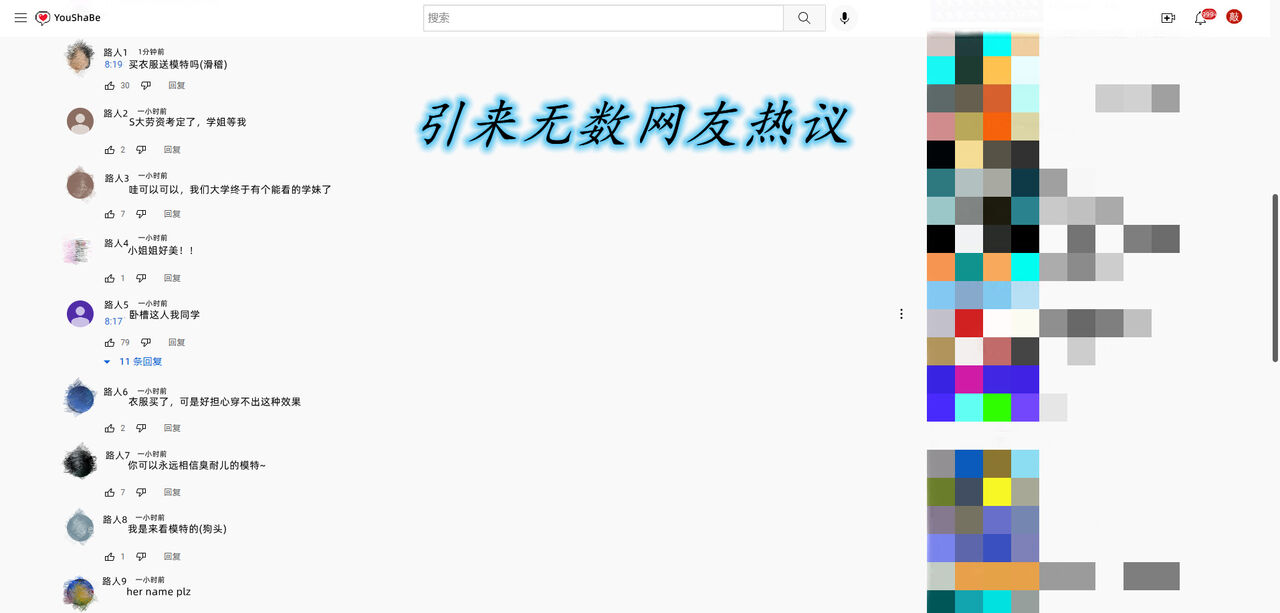 YouShaBe
搜索
999+
敲
引来无数网友热议
路人1 1分钟前
8:19 买衣服送模特吗(滑稽)
30 回复
路人2 一小时前
S大劳资考定了，学姐等我
2 回复
路人3 一小时前
哇可以可以，我们大学终于有个能看的学妹了
7 回复
路人4 一小时前
小姐姐好美！！
1 回复
路人5 一小时前
8:17 卧槽这人我同学
79 回复
11 条回复
路人6 一小时前
衣服买了，可是好担心穿不出这种效果
2 回复
路人7 一小时前
你可以永远相信臭耐儿的模特~
7 回复
路人8 一小时前
我是来看模特的(狗头)
1 回复
路人9 一小时前
her name plz